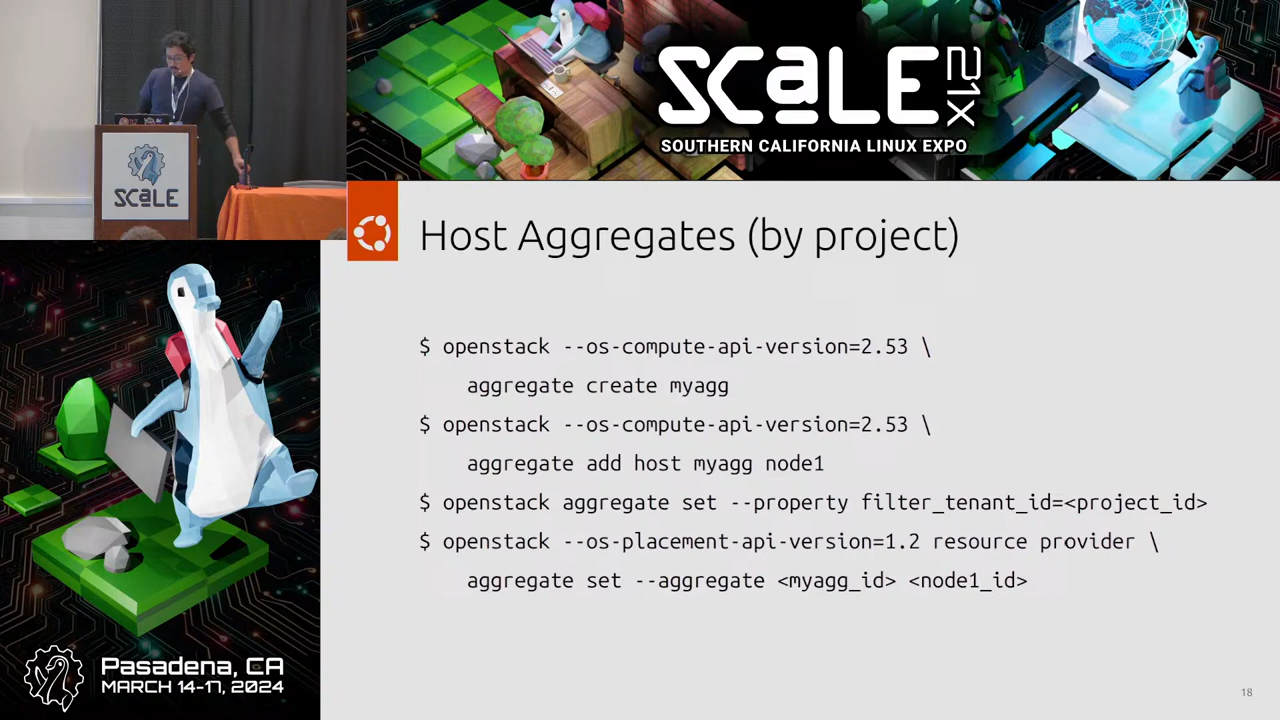 SCaLE
SCALE 21X
SOUTHERN CALIFORNIA LINUX EXPO
Host Aggregates (by project)
$ openstack --os-compute-api-version=2.53 \
aggregate create myagg
$ openstack --os-compute-api-version=2.53 \
aggregate add host myagg node1
$ openstack aggregate set --property filter_tenant_id=<project_id>
$ openstack --os-placement-api-version=1.2 resource provider \
aggregate set --aggregate <myagg_id> <node1_id>
Pasadena, CA
MARCH 14-17, 2024
18